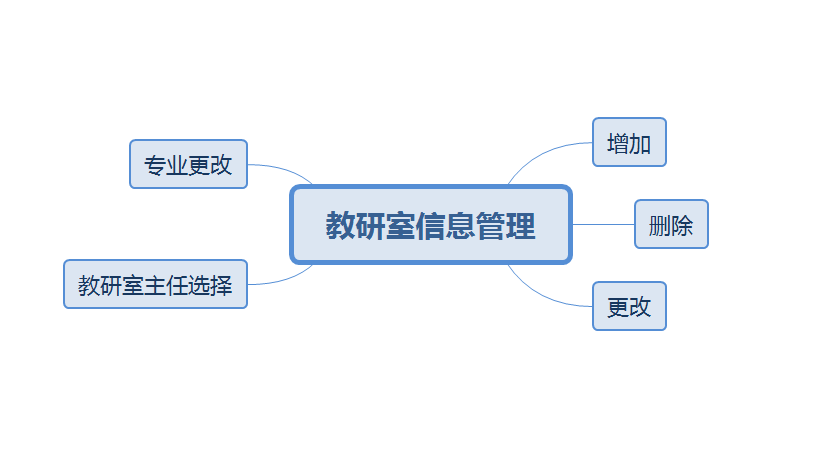 增加
专业更改
删除
教研室信息管理
教研室主任选择
更改